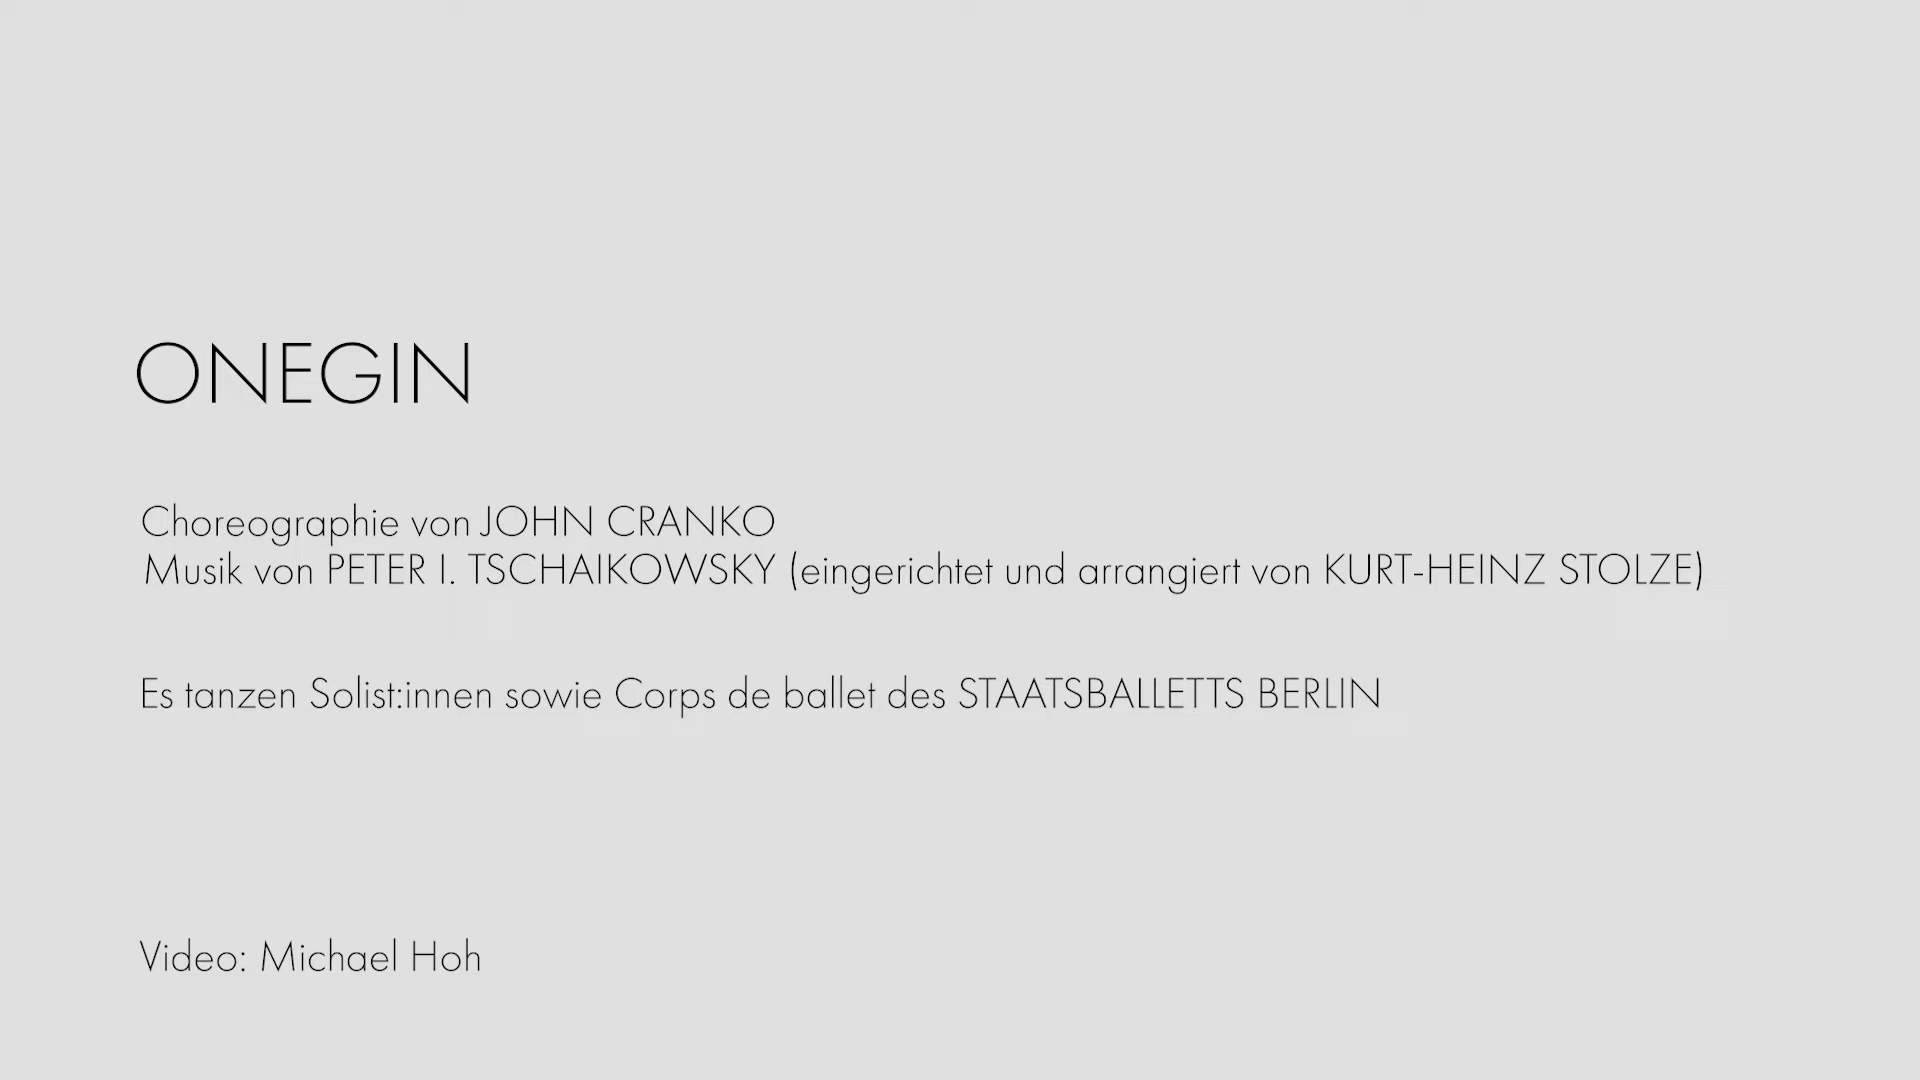 ONEGIN
Choreographie von JOHN CRANKO
Musik von PETER I. TSCHAIKOWSKY (eingerichtet und arrangiert von KURT-HEINZ STOLZE)
Es tanzen Solist:innen sowie Corps de ballet des STAATSBALLETTS BERLIN
Video: Michael Hoh